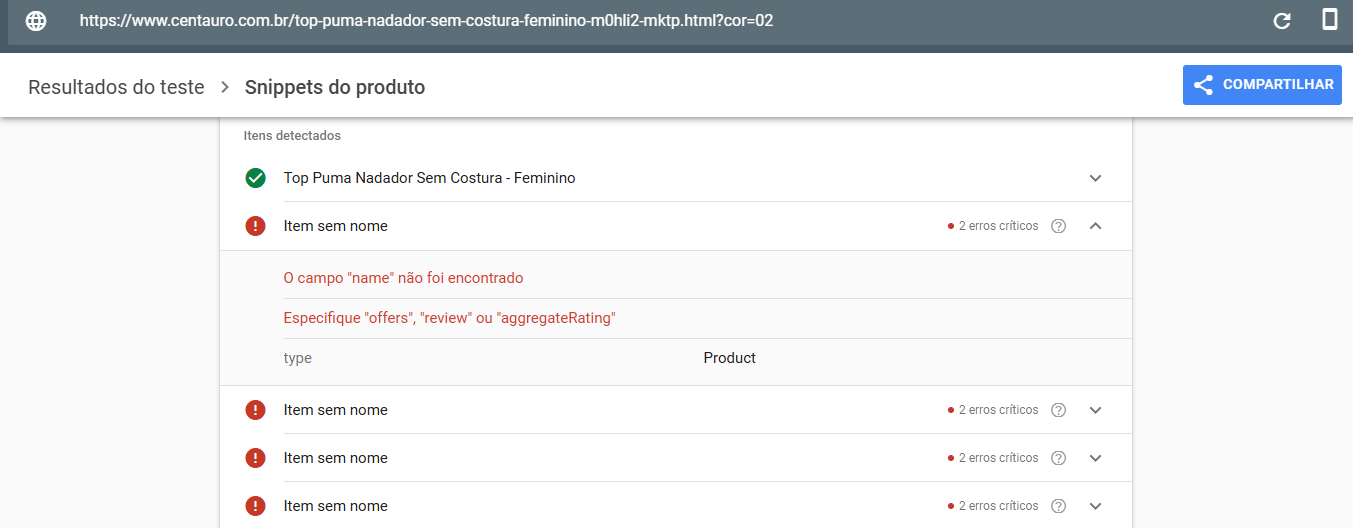 https://www.centauro.com.br/top-puma-nadador-sem-costura-feminino-m0hli2-mktp.html?cor=02
Resultados do teste > Snippets do produto
COMPARTILHAR
Itens detectados
Top Puma Nadador Sem Costura - Feminino
Item sem nome 2 erros críticos
O campo "name" não foi encontrado
Especifique "offers", "review" ou "aggregateRating"
type Product
Item sem nome 2 erros críticos
Item sem nome 2 erros críticos
Item sem nome 2 erros críticos